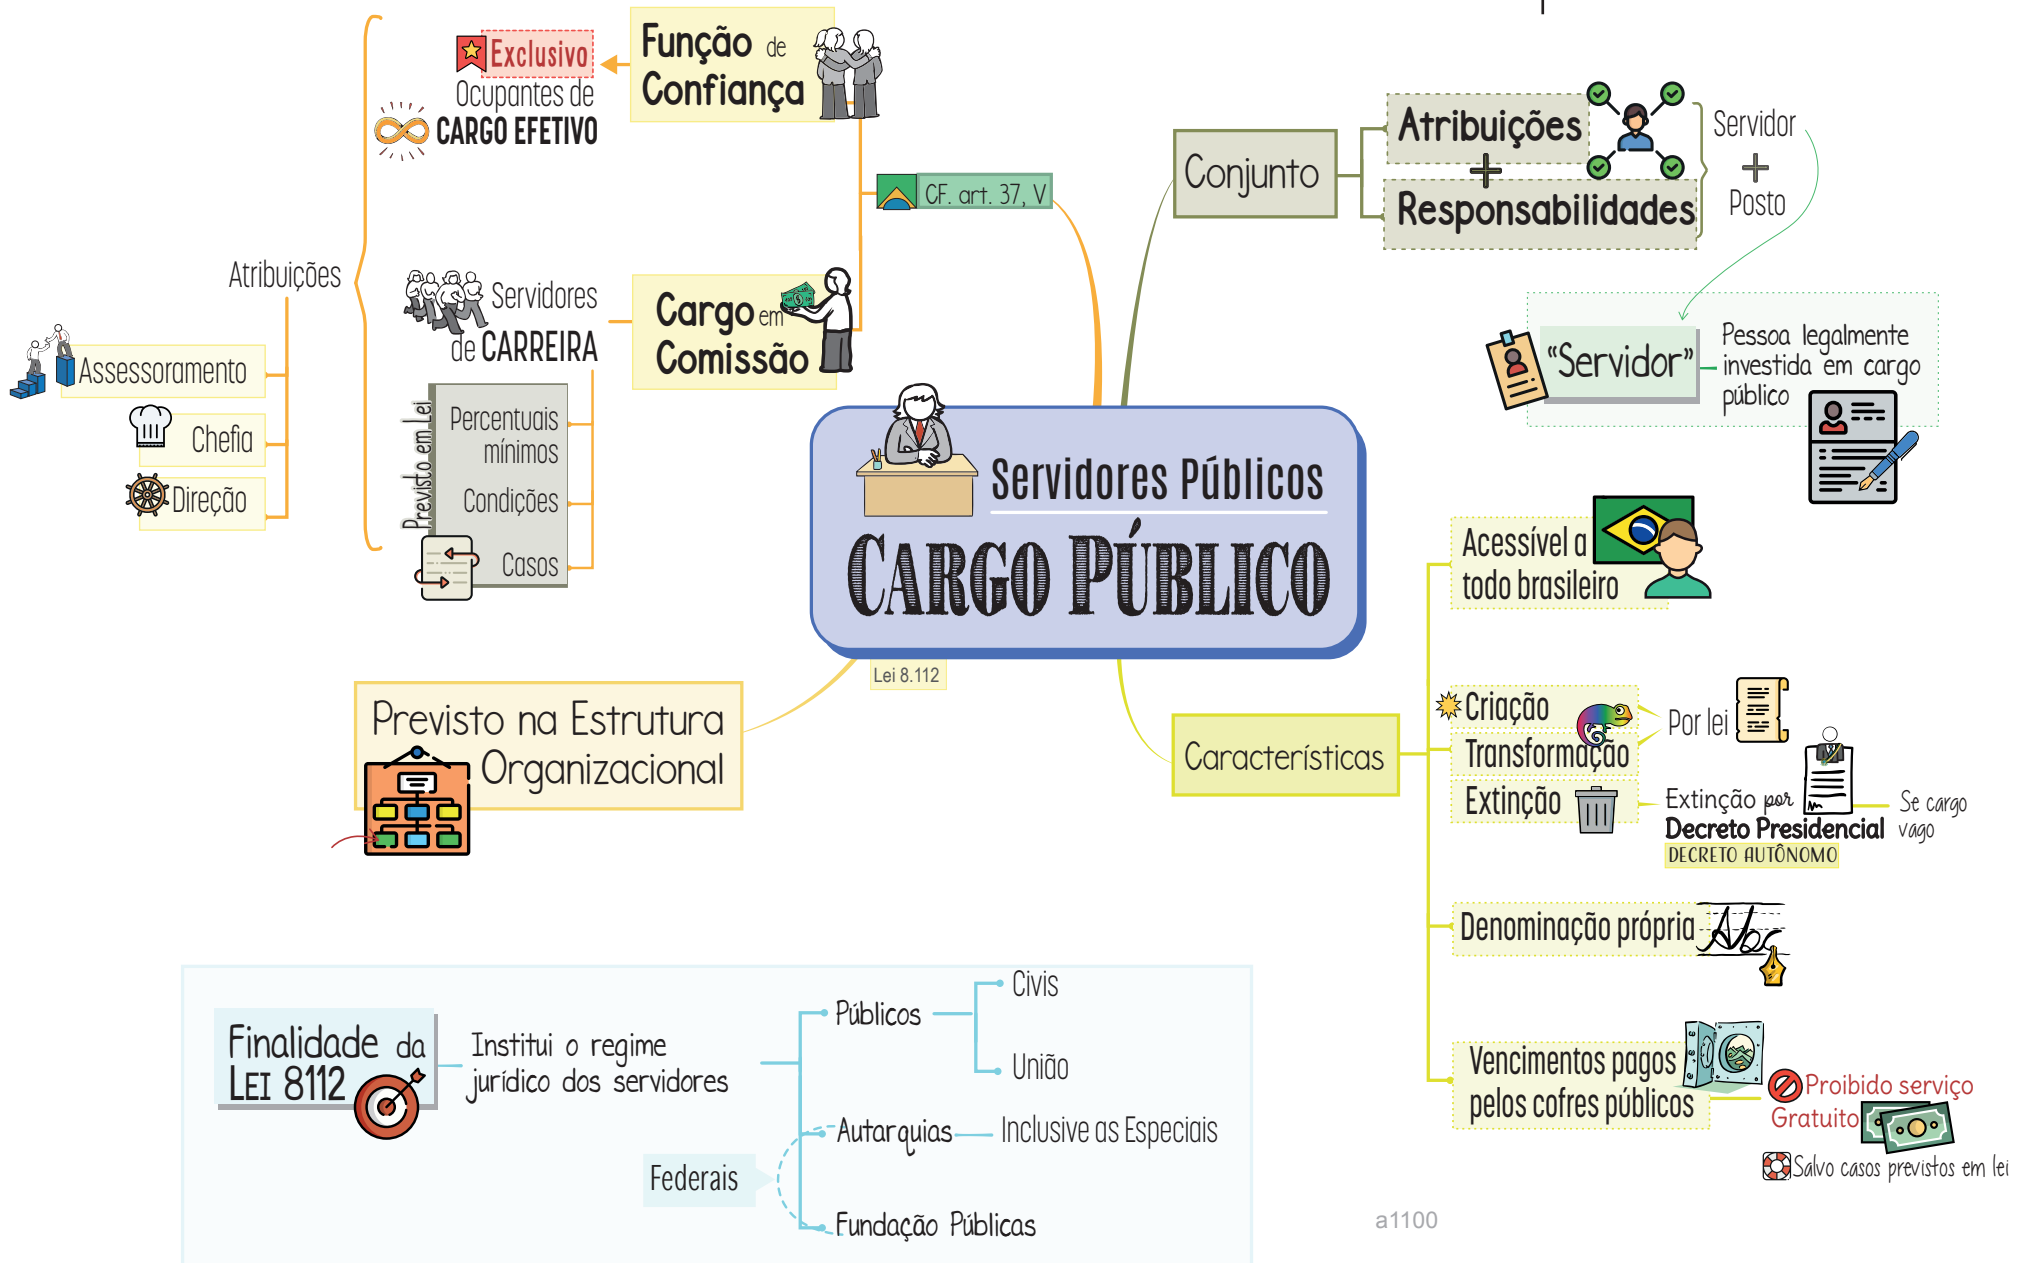 Servidores Públicos
CARGO PÚBLICO
Lei 8.112
CF. art. 37, V
Função de
Confiança
Exclusivo
Ocupantes de
CARGO EFETIVO
Cargo em
Comissão
Servidores
de CARREIRA
Previsto em Lei
Percentuais
mínimos
Condições
Casos
Atribuições
Assessoramento
Chefia
Direção
Conjunto
Atribuições
+
Responsabilidades
Servidor
+
Posto
"Servidor"
Pessoa legalmente
investida em cargo
público
Características
Acessível a
todo brasileiro
Criação
Transformação
Por lei
Extinção
Extinção por
Decreto Presidencial
DECRETO AUTÔNOMO
Se cargo
vago
Denominação própria
Abc
Vencimentos pagos
pelos cofres públicos
Proibido serviço
Gratuito
Salvo casos previstos em lei
Previsto na Estrutura
Organizacional
Finalidade da
LEI 8112
Institui o regime
jurídico dos servidores
Públicos
Civis
União
Autarquias
Inclusive as Especiais
Federais
Fundação Públicas
a1100